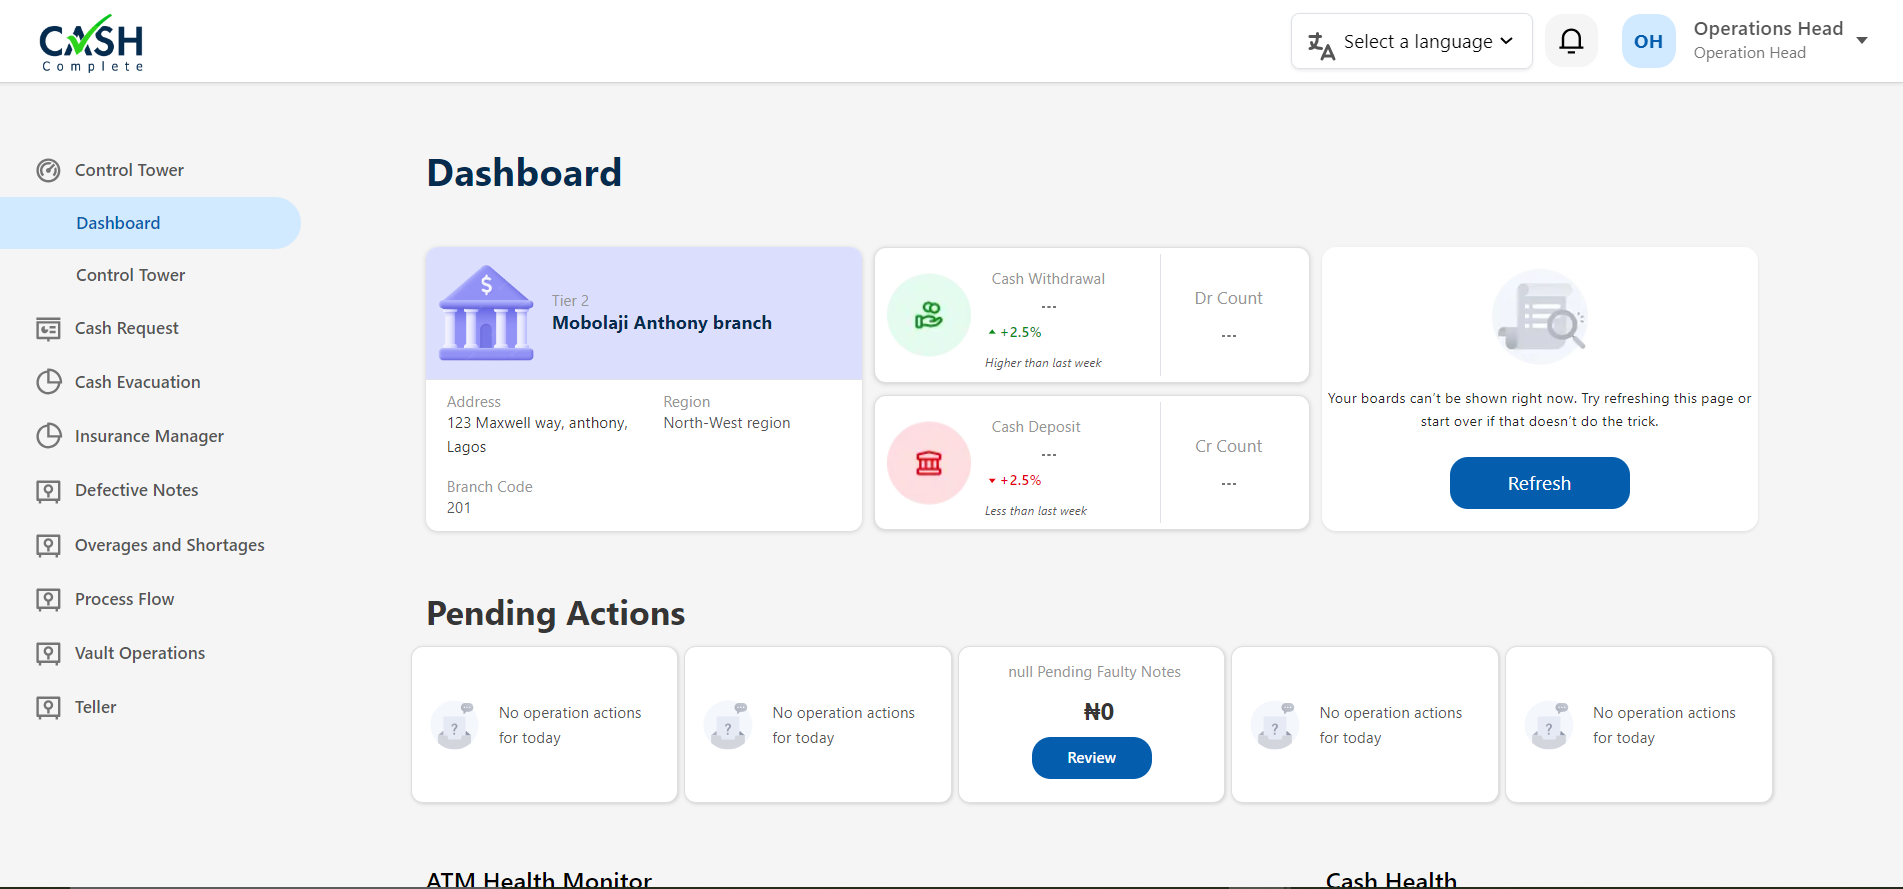 CASH
Complete
Select a language
OH
Operations Head
Operation Head
Control Tower
Dashboard
Control Tower
Cash Request
Cash Evacuation
Insurance Manager
Defective Notes
Overages and Shortages
Process Flow
Vault Operations
Teller
Dashboard
$
Tier 2
Mobolaji Anthony branch
Address
123 Maxwell way, anthony,
Lagos
Region
North-West region
Branch Code
201
Cash Withdrawal
---
+2.5%
Higher than last week
Dr Count
---
Cash Deposit
---
+2.5%
Less than last week
Cr Count
---
Your boards can't be shown right now. Try refreshing this page or
start over if that doesn't do the trick.
Refresh
Pending Actions
?
No operation actions
for today
?
No operation actions
for today
null Pending Faulty Notes
₦0
Review
?
No operation actions
for today
?
No operation actions
for today
ATM Health Monitor
Cash Health